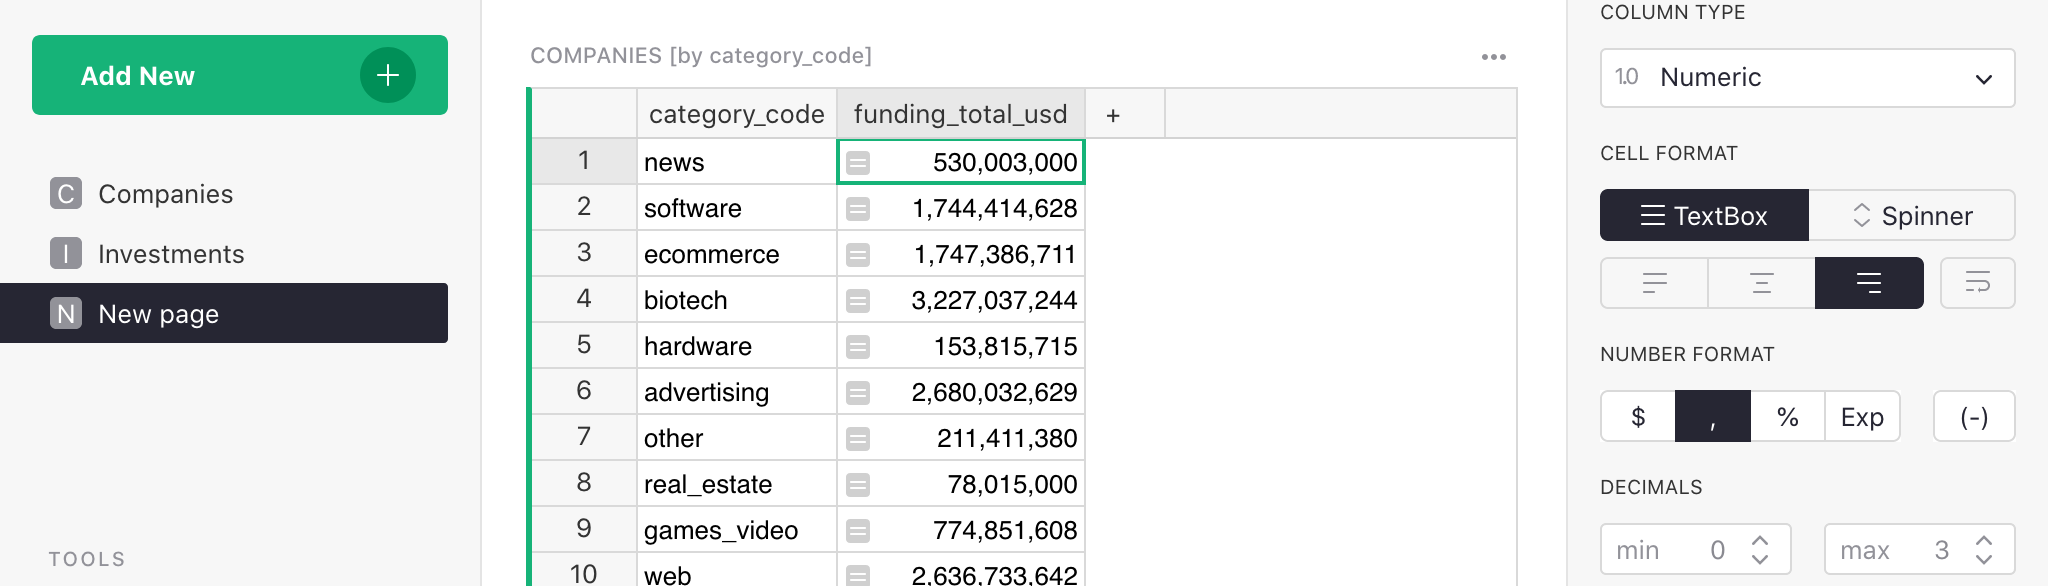 Add New
C Companies
I Investments
N New page
TOOLS
COMPANIES [by category_code]
category_code funding_total_usd +
1 news = 530,003,000
2 software = 1,744,414,628
3 ecommerce = 1,747,386,711
4 biotech = 3,227,037,244
5 hardware = 153,815,715
6 advertising = 2,680,032,629
7 other = 211,411,380
8 real_estate = 78,015,000
9 games_video = 774,851,608
10 web = 2,636,733,642
COLUMN TYPE
1.0 Numeric
CELL FORMAT
TextBox Spinner
NUMBER FORMAT
$ , % Exp (-)
DECIMALS
min 0 max 3